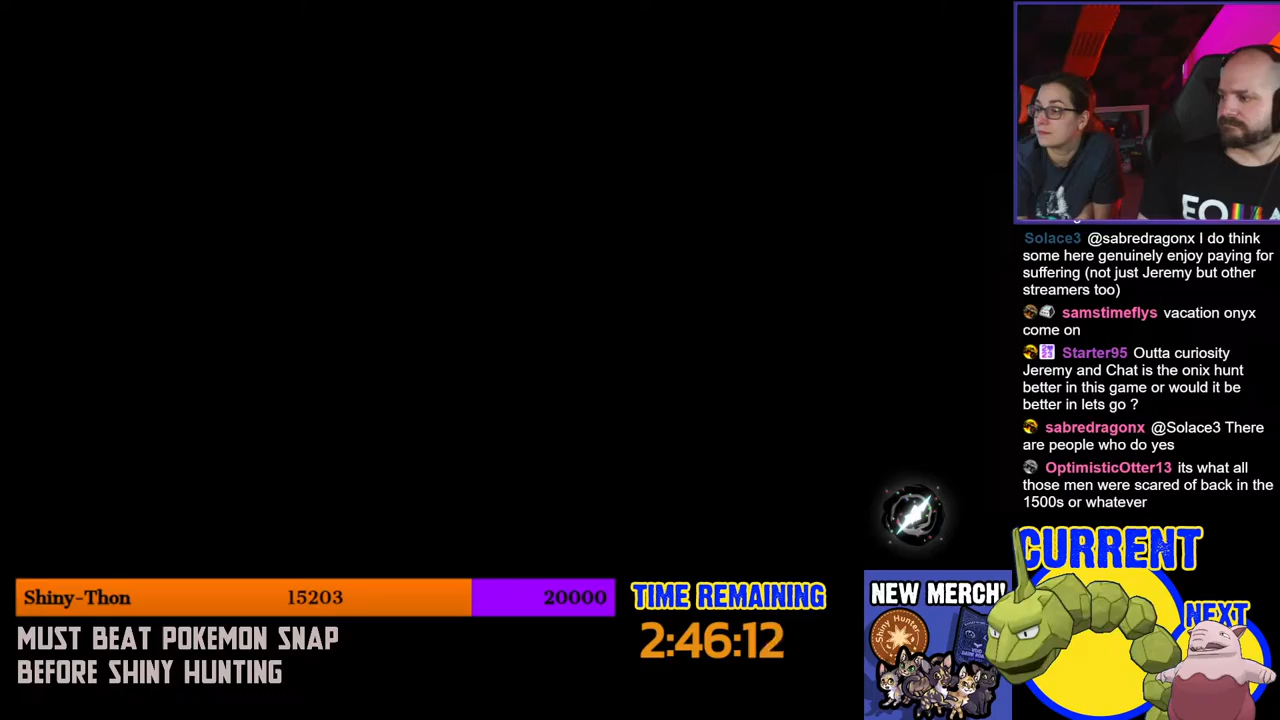 Solace3 @sabredragonx I do think
some here genuinely enjoy paying for
suffering (not just Jeremy but other
streamers too)
samstimeflys vacation onyx
come on
Starter95 Outta curiosity
Jeremy and Chat is the onix hunt
better in this game or would it be
better in lets go ?
sabredragonx @Solace3 There
are people who do yes
OptimisticOtter13 its what all
those men were scared of back in the
1500s or whatever
CURRENT
NEXT
NEW MERCH!
Shiny Hunter
TIME REMAINING
2:46:12
Shiny-Thon 15203 20000
MUST BEAT POKEMON SNAP
BEFORE SHINY HUNTING